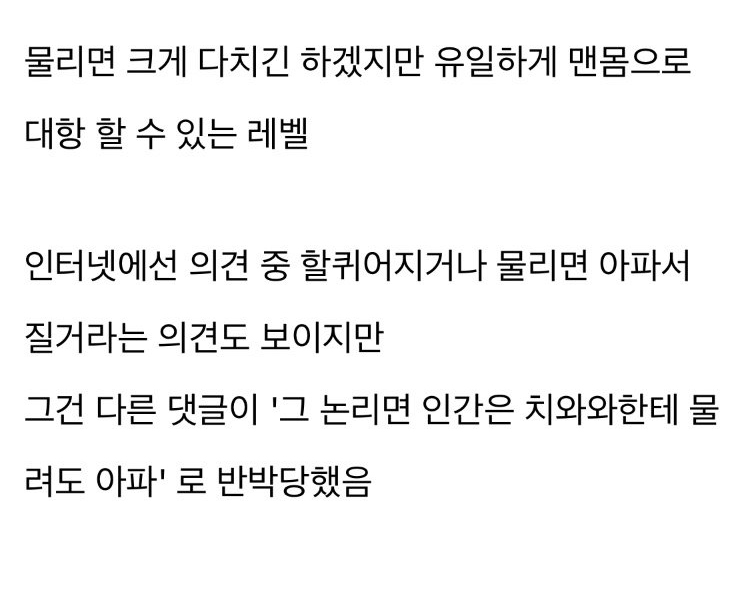 물리면 크게 다치긴 하겠지만 유일하게 맨몸으로
대항 할 수 있는 레벨
인터넷에선 의견 중 할퀴어지거나 물리면 아파서
질거라는 의견도 보이지만
그건 다른 댓글이 '그 논리면 인간은 치와와한테 물
려도 아파' 로 반박당했음